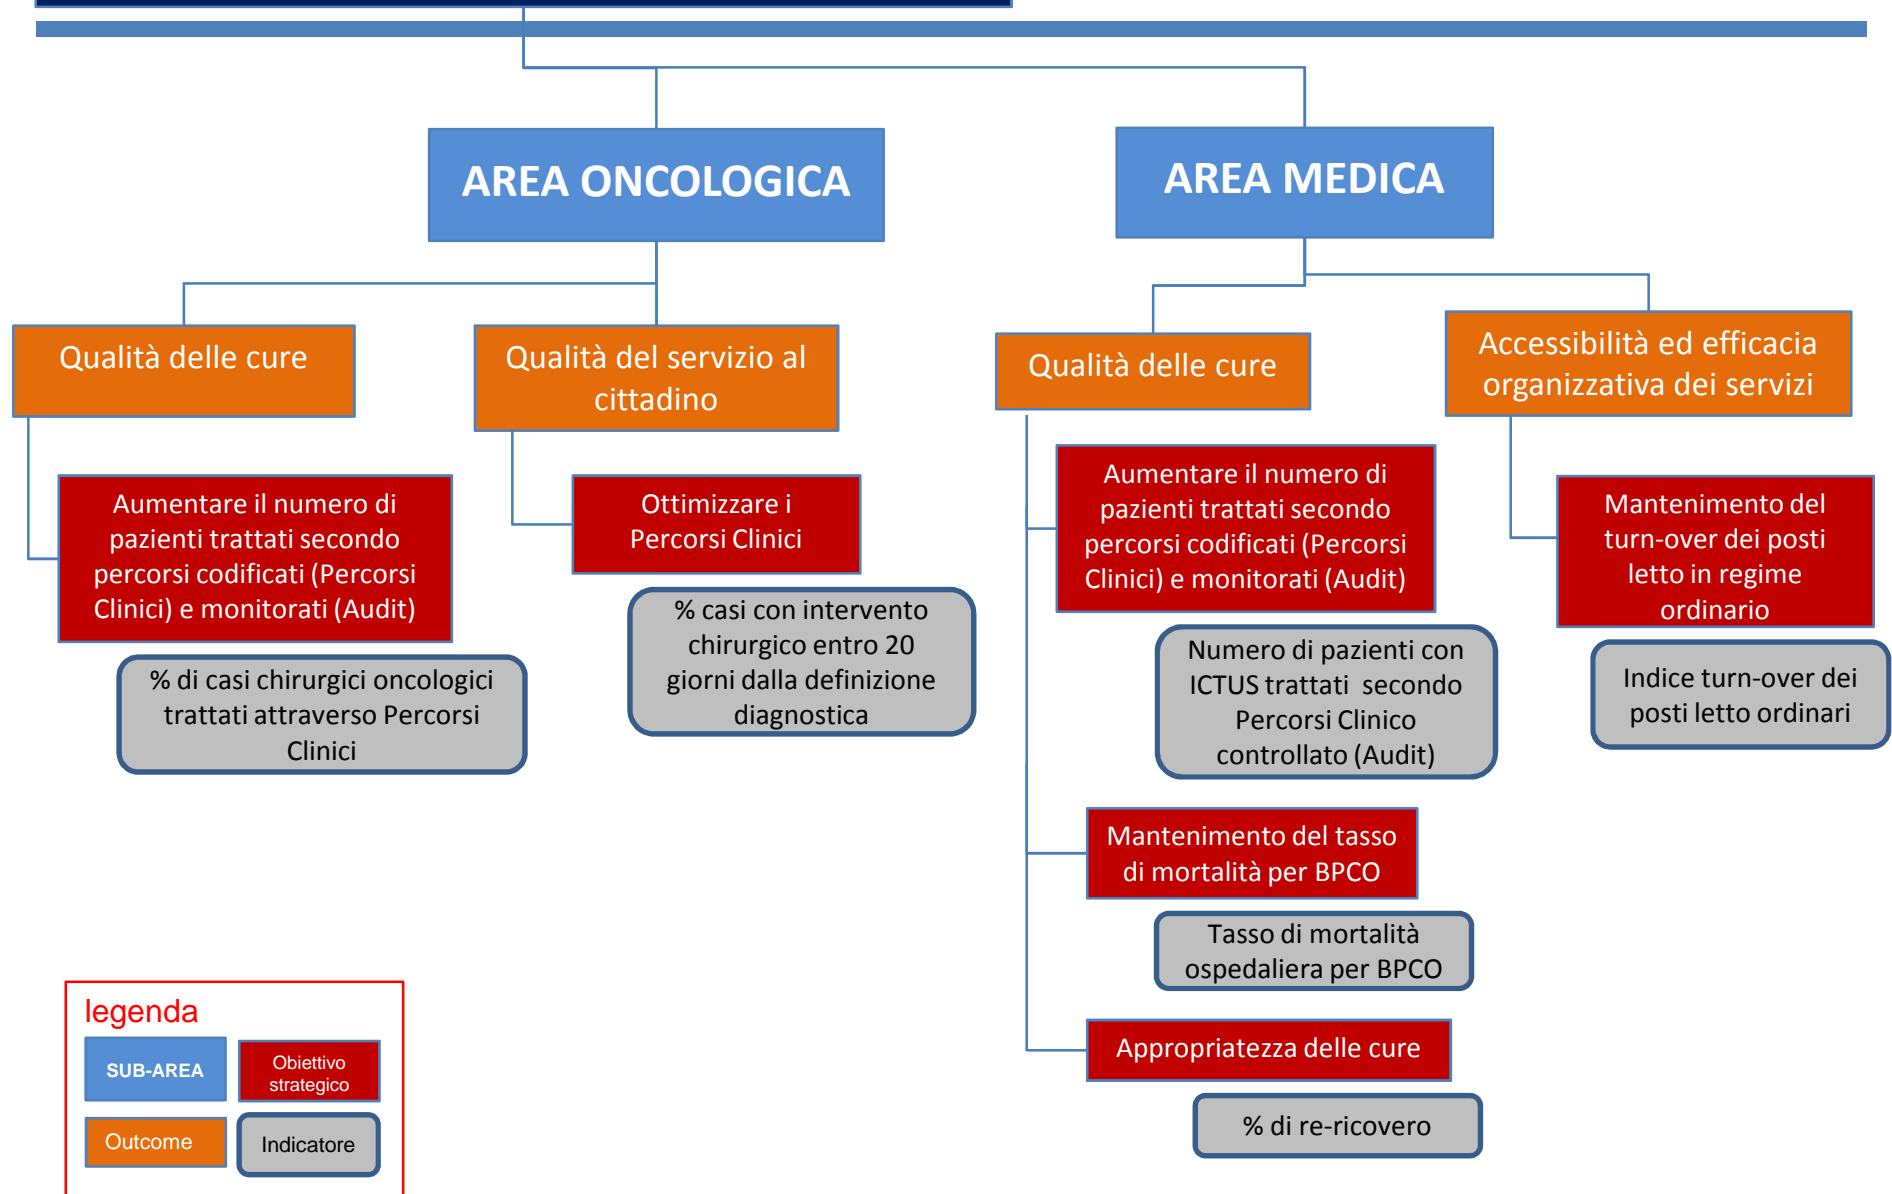 AREA ONCOLOGICA
AREA MEDICA
Qualità delle cure
Qualità del servizio al
cittadino
Qualità delle cure
Accessibilità ed efficacia
organizzativa dei servizi
Aumentare il numero di
pazienti trattati secondo
percorsi codificati (Percorsi
Clinici) e monitorati (Audit)
% di casi chirurgici oncologici
trattati attraverso Percorsi
Clinici
Ottimizzare i
Percorsi Clinici
% casi con intervento
chirurgico entro 20
giorni dalla definizione
diagnostica
Aumentare il numero di
pazienti trattati secondo
percorsi codificati (Percorsi
Clinici) e monitorati (Audit)
Numero di pazienti con
ICTUS trattati  secondo
Percorsi Clinico
controllato (Audit)
Mantenimento del tasso
di mortalità per BPCO
Tasso di mortalità
ospedaliera per BPCO
Appropriatezza delle cure
% di re-ricovero
Mantenimento del
turn-over dei posti
letto in regime
ordinario
Indice turn-over dei
posti letto ordinari
legenda
SUB-AREA
Obiettivo
strategico
Outcome
Indicatore